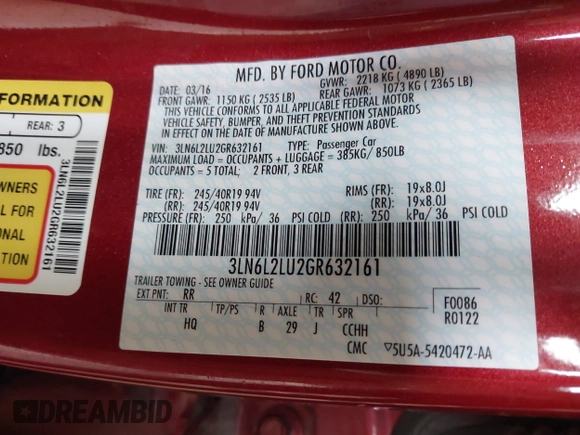 MFD. BY FORD MOTOR CO.
DATE: 03/16
GVWR: 2218 KG ( 4890 LB)
FRONT GAWR: 1150 KG ( 2535 LB)
REAR GAWR: 1073 KG ( 2365 LB)
THIS VEHICLE CONFORMS TO ALL APPLICABLE FEDERAL MOTOR
VEHICLE SAFETY, BUMPER, AND THEFT PREVENTION STANDARDS
IN EFFECT ON THE DATE OF MANUFACTURE SHOWN ABOVE.
VIN: 3LN6L2LU2GR632161
TYPE: Passenger Car
MAXIMUM LOAD = OCCUPANTS + LUGGAGE = 385KG/ 850LB
OCCUPANTS = 5 TOTAL; 2 FRONT, 3 REAR
TIRE (FR): 245/40R19 94V
RIMS (FR): 19x8.0J
(RR): 245/40R19 94V
(RR): 19x8.0J
PRESSURE (FR): 250 kPa/ 36 PSI COLD (RR): 250 kPa/ 36 PSI COLD
3LN6L2LU2GR632161
TRAILER TOWING - SEE OWNER GUIDE
EXT PNT: RR RC: 42 DSO:
INT TR TP/PS R AXLE TR SPR
HQ B 29 J CCHH
F0086
R0122
CMC ▽5U5A-5420472-AA
FORMATION
REAR: 3
850 lbs.
3LN6L2LU2GR632161
WNERS
L FOR
ONAL
TION
DREAMBID